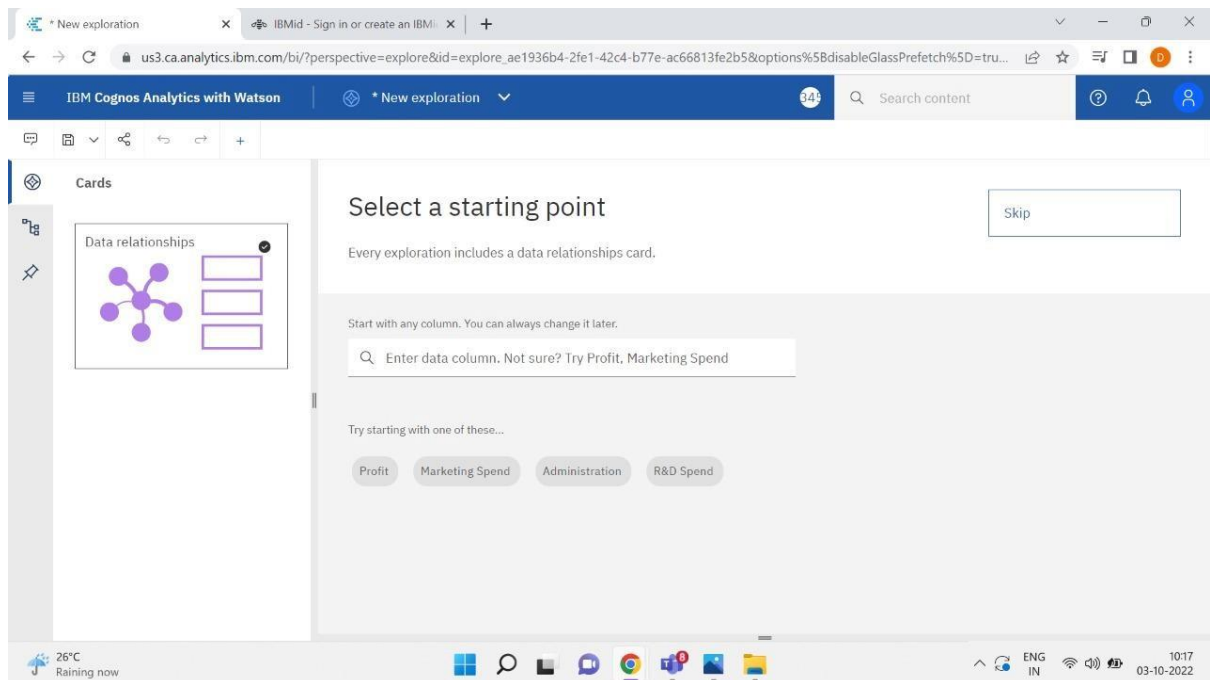 * New exploration
IBMid - Sign in or create an IBMi
us3.ca.analytics.ibm.com/bi/?perspective=explore&id=explore_ae1936b4-2fe1-42c4-b77e-ac66813fe2b5&options%5BdisableGlassPrefetch%5D=tru...
D
IBM Cognos Analytics with Watson
* New exploration
345
Search content
Cards
Data relationships
Select a starting point
Skip
Every exploration includes a data relationships card.
Start with any column. You can always change it later.
Enter data column. Not sure? Try Profit, Marketing Spend
Try starting with one of these...
Profit Marketing Spend Administration R&D Spend
26°C
Raining now
ENG
IN
10:17
03-10-2022